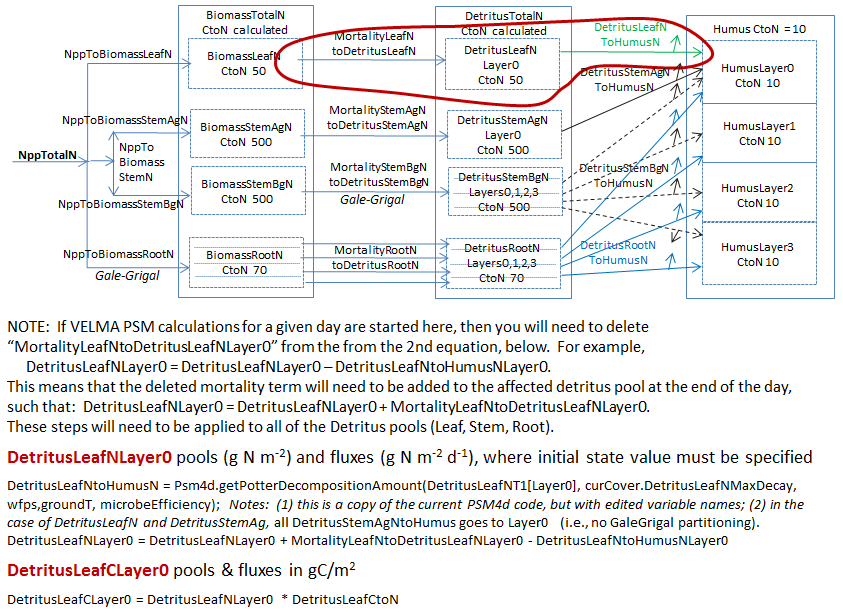 BiomassTotalN
CtoN calculated
DetritusTotalN
CtoN calculated
Humus CtoN = 10
MortalityLeafN
toDetritusLeafN
DetritusLeafN
ToHumusN
NppToBiomassLeafN
BiomassLeafN
CtoN 50
DetritusLeafN
Layer0
CtoN 50
HumusLayer0
CtoN 10
DetritusStemAgN
ToHumusN
NppToBiomassStemAgN
BiomassStemAgN
CtoN 500
MortalityStemAgN
toDetritusStemAgN
DetritusStemAgN
Layer0
CtoN 500
HumusLayer1
CtoN 10
NppTotalN
NppTo
Biomass
StemN
BiomassStemBgN
CtoN 500
MortalityStemBgN
toDetritusStemBgN
Gale-Grigal
DetritusStemBgN
Layers0,1,2,3
CtoN 500
DetritusStemBgN
ToHumusN
HumusLayer2
CtoN 10
NppToBiomassStemBgN
NppToBiomassRootN
Gale-Grigal
BiomassRootN
CtoN 70
MortalityRootN
toDetritusRootN
DetritusRootN
Layers0,1,2,3
CtoN 70
DetritusRootN
ToHumusN
HumusLayer3
CtoN 10
NOTE: If VELMA PSM calculations for a given day are started here, then you will need to delete
“MortalityLeafNtoDetritusLeafNLayer0” from the from the 2nd equation, below. For example,
DetritusLeafNLayer0 = DetritusLeafNLayer0 – DetritusLeafNtoHumusNLayer0.
This means that the deleted mortality term will need to be added to the affected detritus pool at the end of the day,
such that: DetritusLeafNLayer0 = DetritusLeafNLayer0 + MortalityLeafNtoDetritusLeafNLayer0.
These steps will need to be applied to all of the Detritus pools (Leaf, Stem, Root).
DetritusLeafNLayer0 pools (g N m-2) and fluxes (g N m-2 d-1), where initial state value must be specified
DetritusLeafNtoHumusN = Psm4d.getPotterDecompositionAmount(DetritusLeafNT1[Layer0], curCover.DetritusLeafNMaxDecay,
wfps,groundT, microbeEfficiency); Notes: (1) this is a copy of the current PSM4d code, but with edited variable names; (2) in the
case of DetritusLeafN and DetritusStemAg, all DetritusStemAgNtoHumus goes to Layer0 (i.e., no GaleGrigal partitioning).
DetritusLeafNLayer0 = DetritusLeafNLayer0 + MortalityLeafNtoDetritusLeafNLayer0 - DetritusLeafNtoHumusNLayer0
DetritusLeafCLayer0 pools & fluxes in gC/m2
DetritusLeafCLayer0 = DetritusLeafNLayer0 * DetritusLeafCtoN